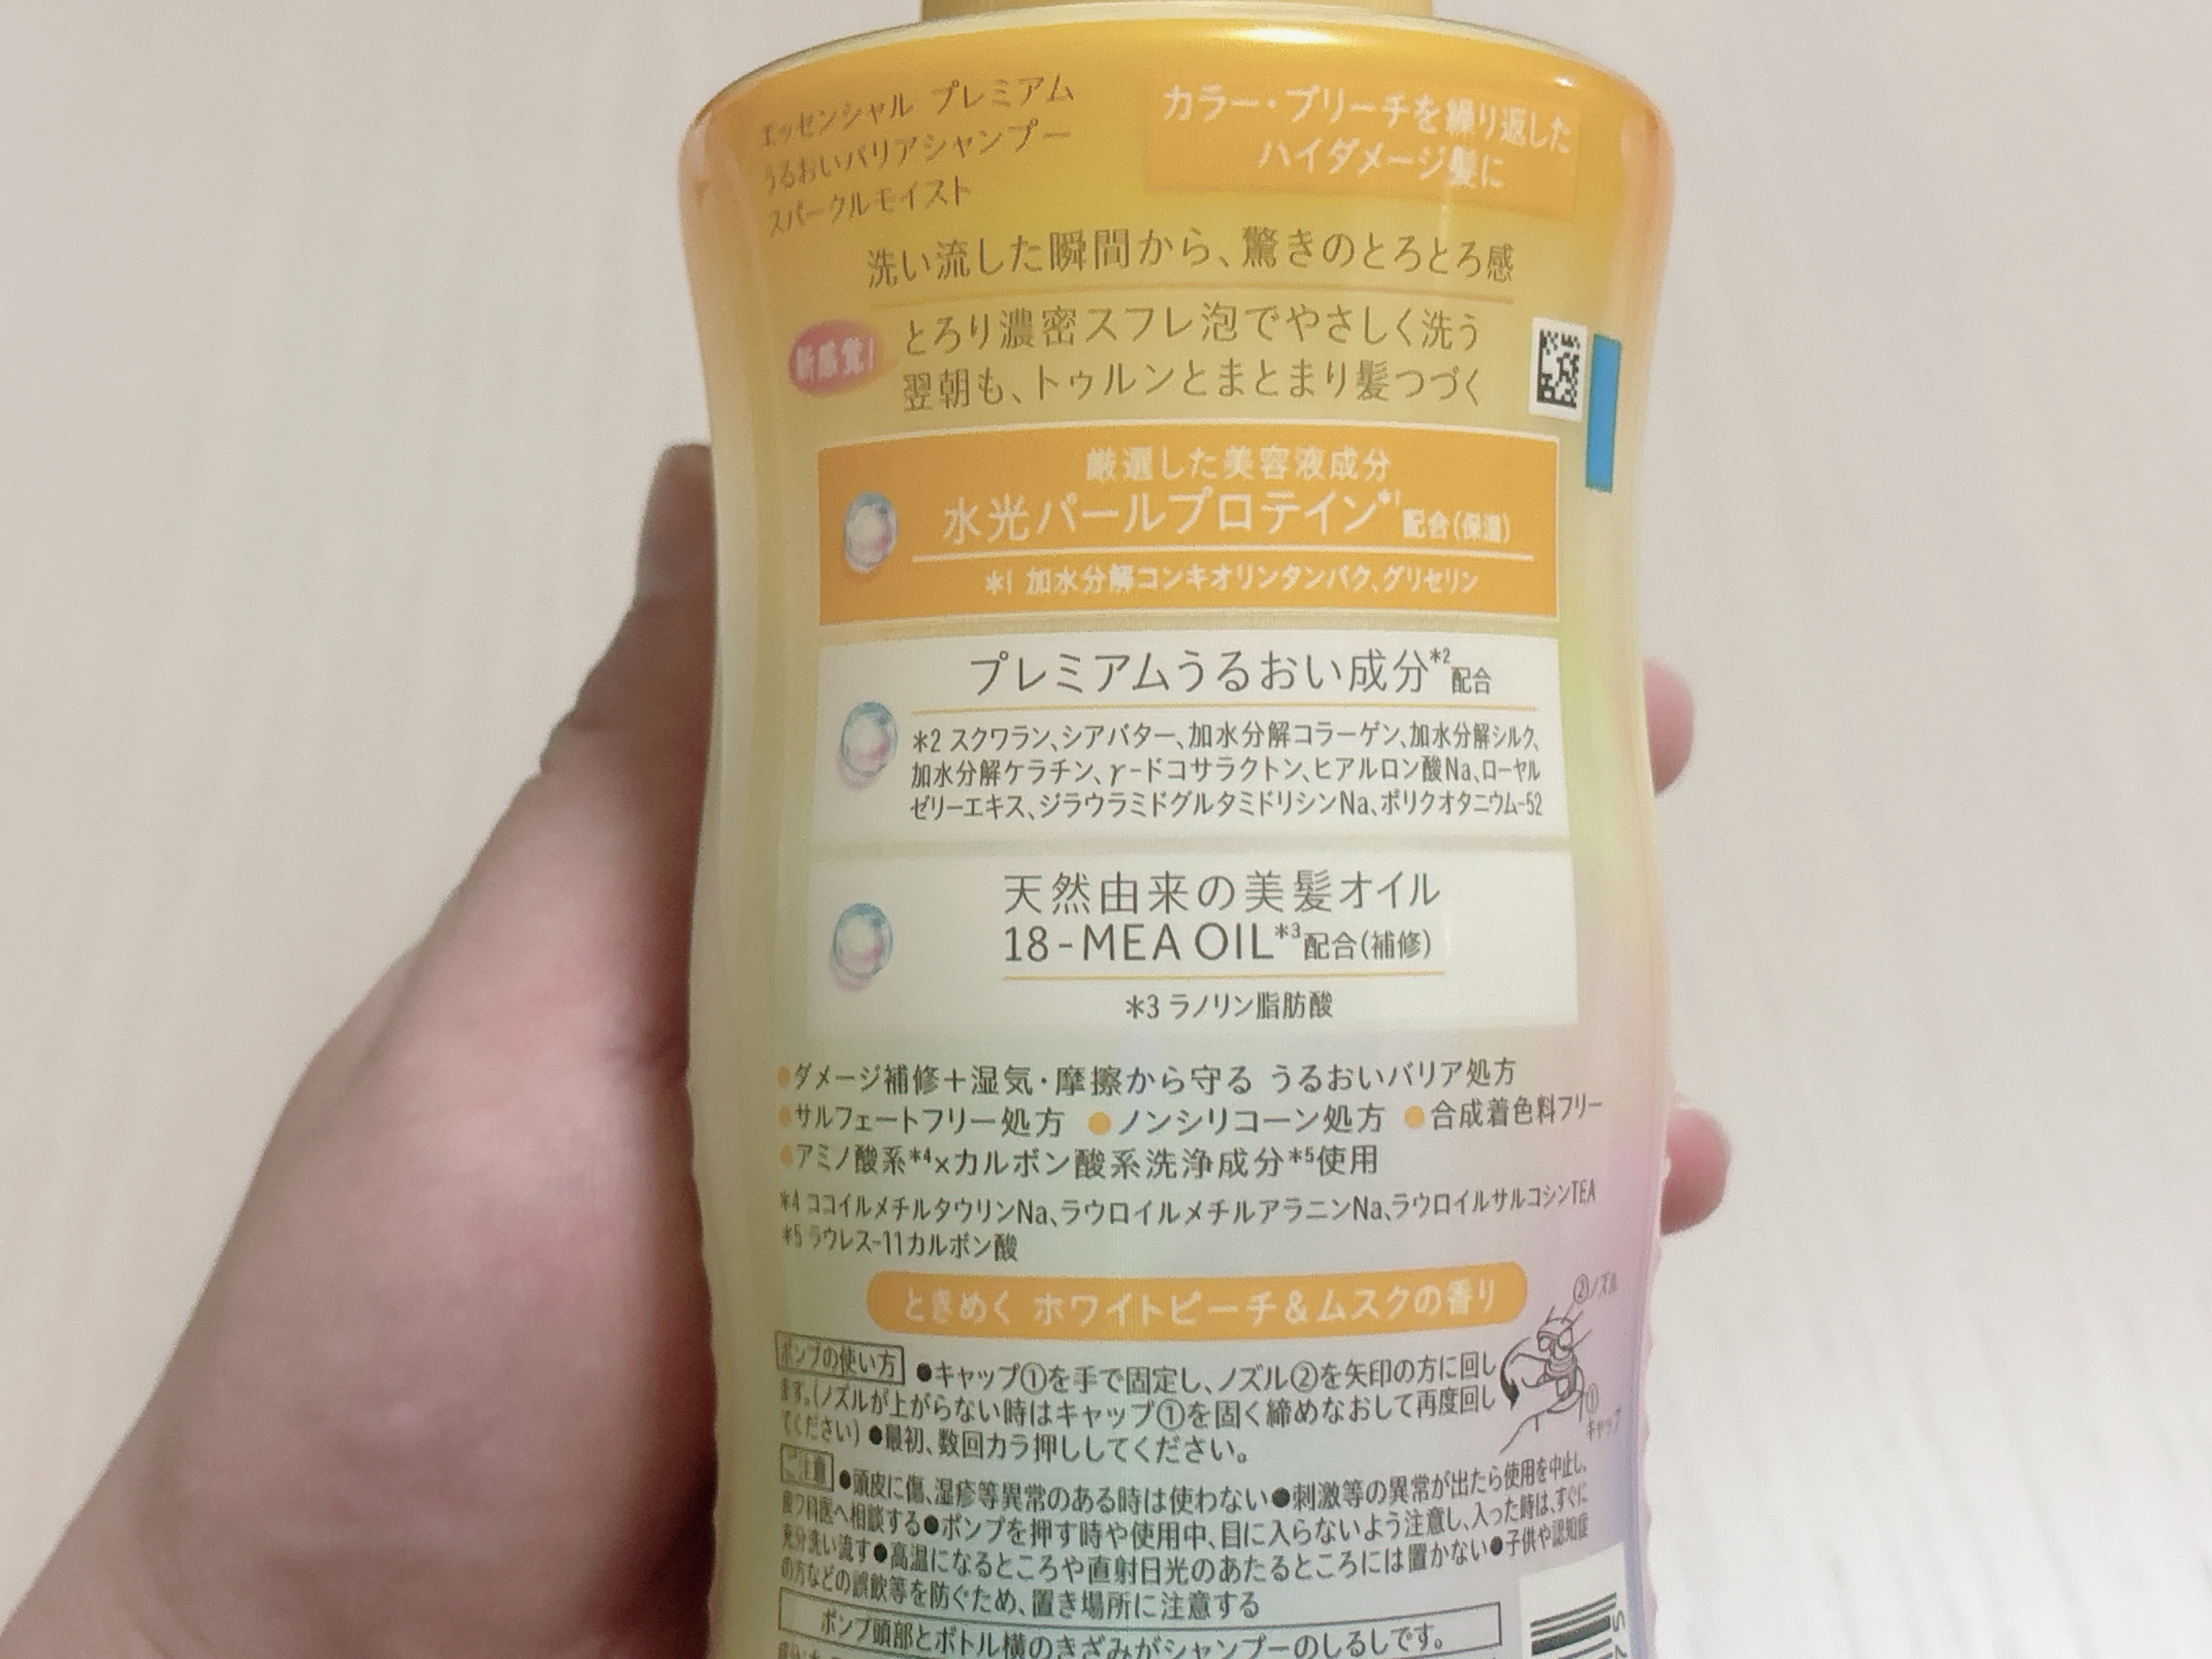 エッセンシャル プレミアム
うるおいバリアシャンプー
スパークルモイスト
カラー・ブリーチを繰り返した
ハイダメージ髪に
洗い流した瞬間から、驚きのとろとろ感
新感覚!
とろり濃密スフレ泡でやさしく洗う
翌朝も、トゥルンとまとまり髪つづく
厳選した美容液成分
水光パールプロテイン*1配合(保湿)
*1 加水分解コンキオリンタンパク、グリセリン
プレミアムうるおい成分*2配合
*2 スクワラン、シアバター、加水分解コラーゲン、加水分解シルク、
加水分解ケラチン、γ-ドコサラクトン、ヒアルロン酸Na、ローヤル
ゼリーエキス、ジラウラミドグルタミドリシンNa、ポリクオタニウム-52
天然由来の美髪オイル
18-MEA OIL*3配合(補修)
*3 ラノリン脂肪酸
●ダメージ補修+湿気・摩擦から守る うるおいバリア処方
●サルフェートフリー処方 ●ノンシリコーン処方 ●合成着色料フリー
●アミノ酸系*4×カルボン酸系洗浄成分*5使用
*4 ココイルメチルタウリンNa、ラウロイルメチルアラニンNa、ラウロイルサルコシンTEA
*5 ラウレス-11カルボン酸
ときめく ホワイトピーチ&ムスクの香り
②ノズル
①
キャップ
ポンプの使い方 ●キャップ①を手で固定し、ノズル②を矢印の方に回し
ます。(ノズルが上がらない時はキャップ①を固く締めなおして再度回し
てください) ●最初、数回カラ押ししてください。
ご注意 ●頭皮に傷、湿疹等異常のある時は使わない●刺激等の異常が出たら使用を中止し、
皮フ科医へ相談する●ポンプを押す時や使用中、目に入らないよう注意し、入った時は、すぐに
充分洗い流す●高温になるところや直射日光のあたるところには置かない●子供や認知症
の方などの誤飲等を防ぐため、置き場所に注意する
ポンプ頭部とボトル横のきざみがシャンプーのしるしです。